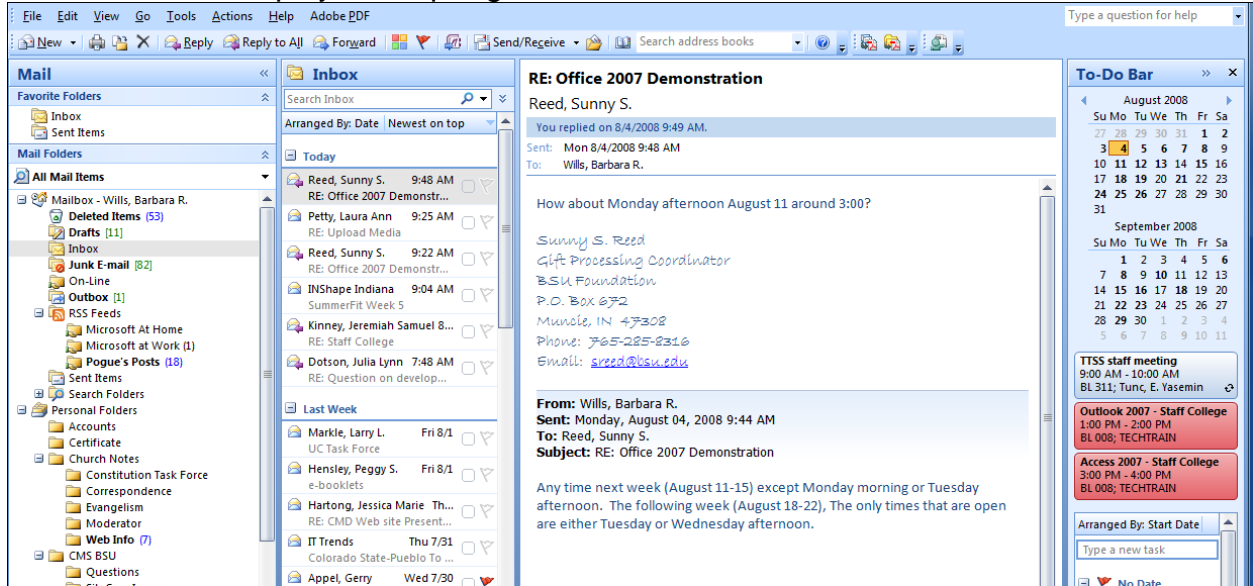 File Edit View Go Tools Actions Help Adobe PDF Type a question for help
New Reply Reply to All Forward Send/Receive Search address books
Mail «
Favorite Folders
Inbox
Sent Items
Mail Folders
All Mail Items
Mailbox - Wills, Barbara R.
Deleted Items (53)
Drafts [11]
Inbox
Junk E-mail [82]
On-Line
Outbox [1]
RSS Feeds
Microsoft At Home
Microsoft at Work (1)
Pogue's Posts (18)
Sent Items
Search Folders
Personal Folders
Accounts
Certificate
Church Notes
Constitution Task Force
Correspondence
Evangelism
Moderator
Web Info (7)
CMS BSU
Questions
Inbox
Search Inbox
Arranged By: Date Newest on top
Today
Reed, Sunny S. 9:48 AM
RE: Office 2007 Demonstr...
Petty, Laura Ann 9:25 AM
RE: Upload Media
Reed, Sunny S. 9:22 AM
RE: Office 2007 Demonstr...
INShape Indiana 9:04 AM
SummerFit Week 5
Kinney, Jeremiah Samuel 8...
RE: Staff College
Dotson, Julia Lynn 7:48 AM
RE: Question on develop...
Last Week
Markle, Larry L. Fri 8/1
UC Task Force
Hensley, Peggy S. Fri 8/1
e-booklets
Hartong, Jessica Marie Th...
RE: CMD Web site Present...
IT Trends Thu 7/31
Colorado State-Pueblo To ...
Appel, Gerry Wed 7/30
RE: Office 2007 Demonstration
Reed, Sunny S.
You replied on 8/4/2008 9:49 AM.
Sent: Mon 8/4/2008 9:48 AM
To: Wills, Barbara R.
How about Monday afternoon August 11 around 3:00?
Sunny S. Reed
Gift Processing Coordinator
BSU Foundation
P.O. Box 672
Muncie, IN 47308
Phone: 765-285-8316
Email: sreed@bsu.edu
From: Wills, Barbara R.
Sent: Monday, August 04, 2008 9:44 AM
To: Reed, Sunny S.
Subject: RE: Office 2007 Demonstration
Any time next week (August 11-15) except Monday morning or Tuesday
afternoon. The following week (August 18-22), The only times that are open
are either Tuesday or Wednesday afternoon.
To-Do Bar » ×
August 2008
Su Mo Tu We Th Fr Sa
27 28 29 30 31 1 2
3 4 5 6 7 8 9
10 11 12 13 14 15 16
17 18 19 20 21 22 23
24 25 26 27 28 29 30
31
September 2008
Su Mo Tu We Th Fr Sa
1 2 3 4 5 6
7 8 9 10 11 12 13
14 15 16 17 18 19 20
21 22 23 24 25 26 27
28 29 30 1 2 3 4
5 6 7 8 9 10 11
TTSS staff meeting
9:00 AM - 10:00 AM
BL 311; Tunc, E. Yasemin
Outlook 2007 - Staff College
1:00 PM - 2:00 PM
BL 008; TECHTRAIN
Access 2007 - Staff College
3:00 PM - 4:00 PM
BL 008; TECHTRAIN
Arranged By: Start Date
Type a new task
No Date